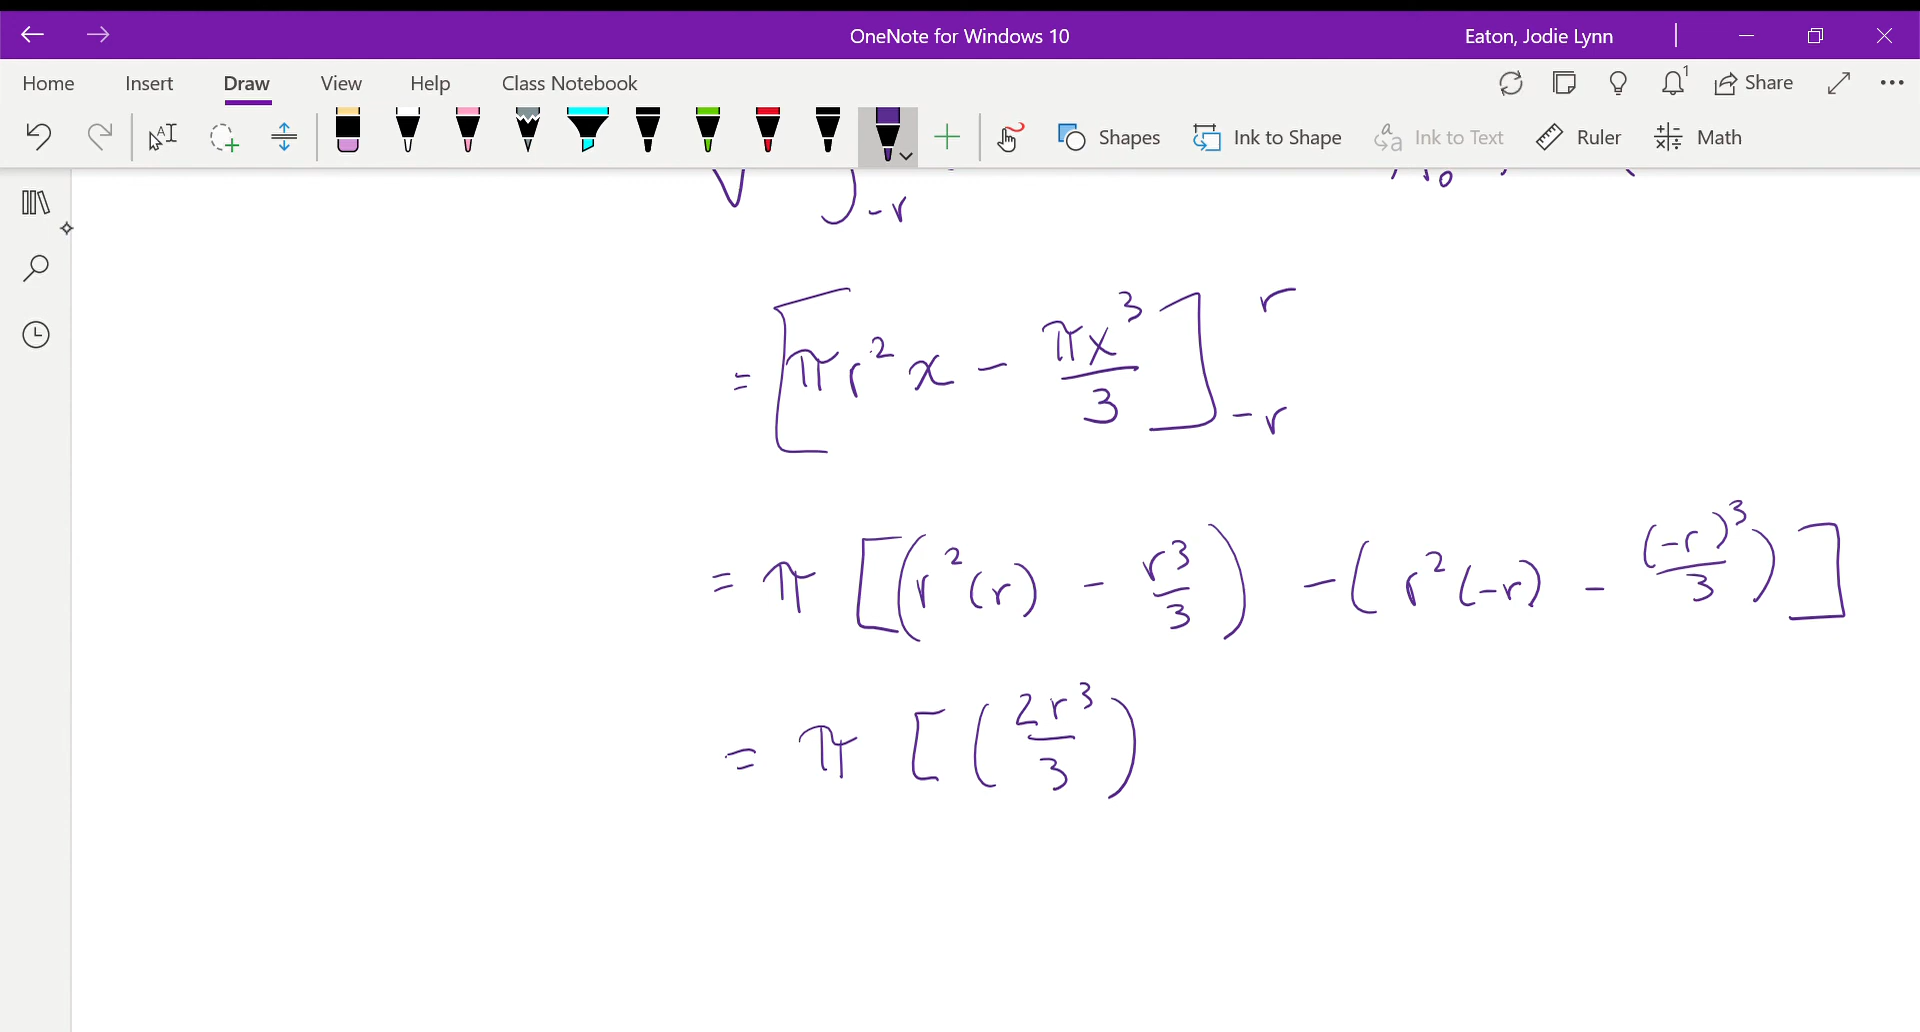 OneNote for Windows 10 Eaton, Jodie Lynn
Home Insert Draw View Help Class Notebook 1 Share
Shapes Ink to Shape Ink to Text Ruler Math
-r
= [πr²x - πx³/3] r -r
= π [(r²(r) - r³/3) - (r²(-r) - (-r)³/3)]
= π [(2r³/3)